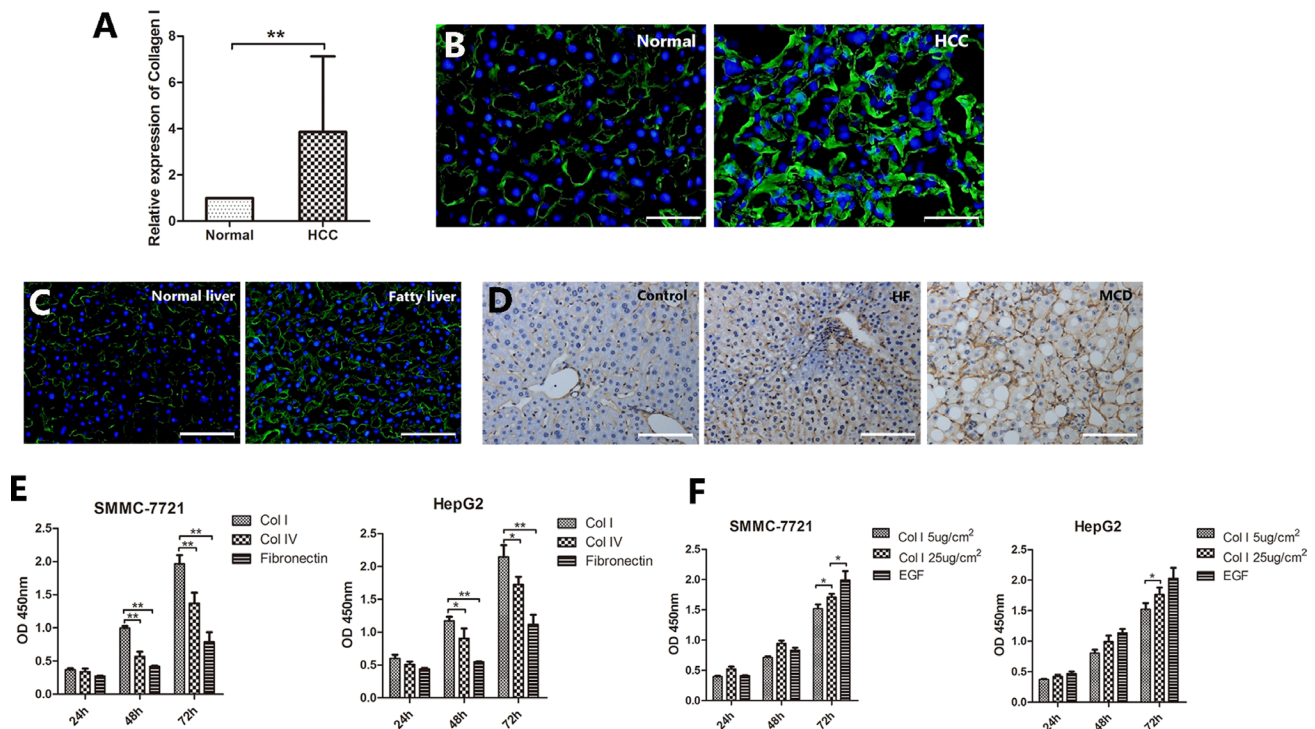 A
Relative expression of Collagen I
8
6
4
2
0
**
Normal
HCC
B
Normal
HCC
C
Normal liver
Fatty liver
D
Control
HF
MCD
E
SMMC-7721
OD 450nm
2.5
2.0
1.5
1.0
0.5
0.0
**
**
**
**
24h
48h
72h
Col I
Col IV
Fibronectin
HepG2
OD 450nm
2.5
2.0
1.5
1.0
0.5
0.0
**
*
**
*
24h
48h
72h
Col I
Col IV
Fibronectin
F
SMMC-7721
OD 450nm
2.5
2.0
1.5
1.0
0.5
0.0
*
*
24h
48h
72h
Col I 5ug/cm²
Col I 25ug/cm²
EGF
HepG2
OD 450nm
2.5
2.0
1.5
1.0
0.5
0.0
*
24h
48h
72h
Col I 5ug/cm²
Col I 25ug/cm²
EGF